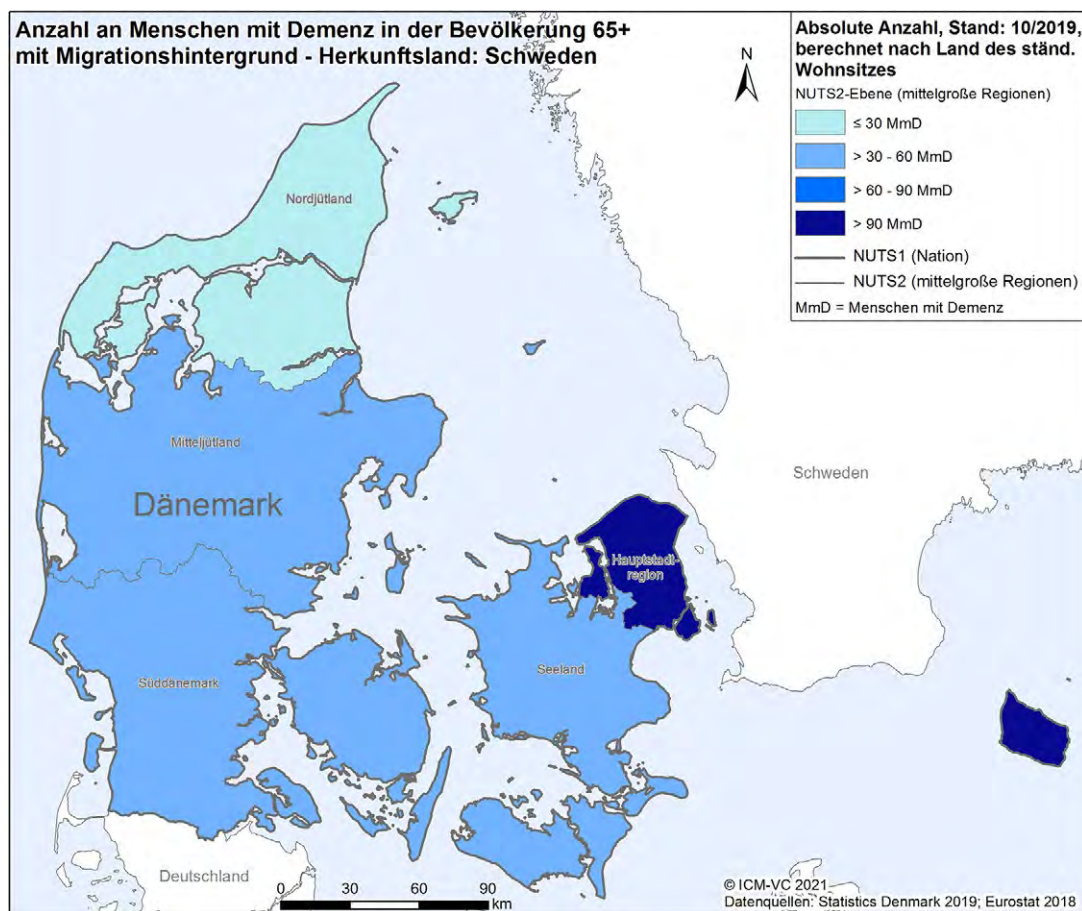 Anzahl an Menschen mit Demenz in der Bevölkerung 65+
mit Migrationshintergrund - Herkunftsland: Schweden
Absolute Anzahl, Stand: 10/2019,
berechnet nach Land des ständ.
Wohnsitzes
NUTS2-Ebene (mittelgroße Regionen)
≤ 30 MmD
> 30 - 60 MmD
> 60 - 90 MmD
> 90 MmD
NUTS1 (Nation)
NUTS2 (mittelgroße Regionen)
MmD = Menschen mit Demenz
N
Nordjütland
Mitteljütland
Dänemark
Schweden
Hauptstadt-
region
Seeland
Süddänemark
Deutschland
0 30 60 90
km
© ICM-VC 2021
Datenquellen: Statistics Denmark 2019; Eurostat 2018